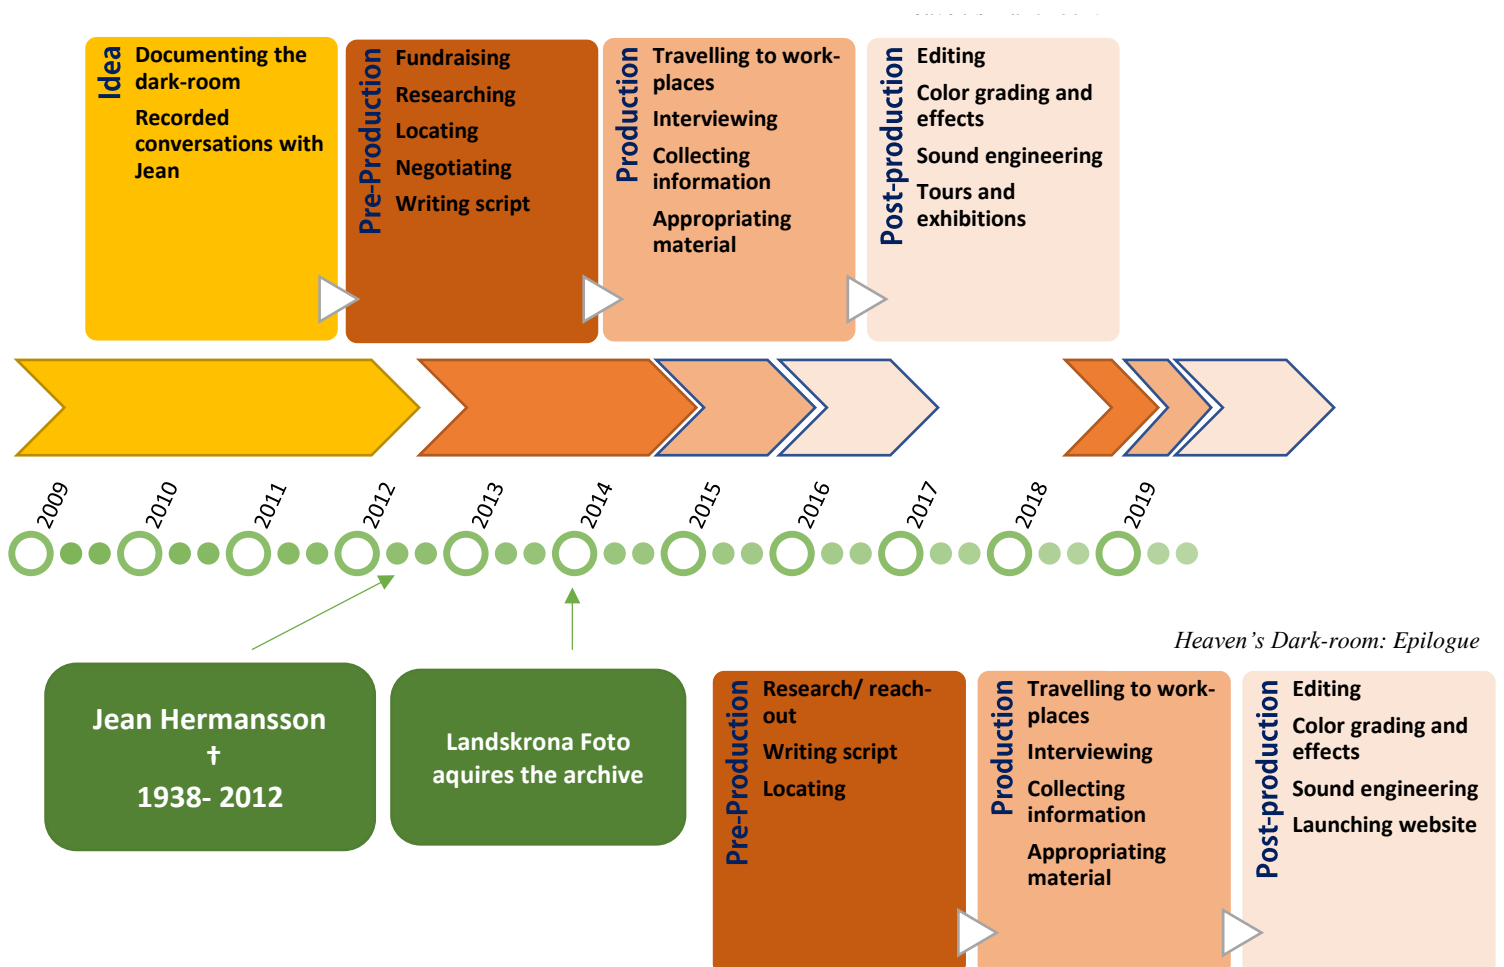 Idea
Documenting the
dark-room
Recorded
conversations with
Jean
Pre-Production
Fundraising
Researching
Locating
Negotiating
Writing script
Production
Travelling to work-
places
Interviewing
Collecting
information
Appropriating
material
Post-production
Editing
Color grading and
effects
Sound engineering
Tours and
exhibitions
2009
2010
2011
2012
2013
2014
2015
2016
2017
2018
2019
Jean Hermansson
†
1938- 2012
Landskrona Foto
aquires the archive
Heaven’s Dark-room: Epilogue
Pre-Production
Research/ reach-
out
Writing script
Locating
Production
Travelling to work-
places
Interviewing
Collecting
information
Appropriating
material
Post-production
Editing
Color grading and
effects
Sound engineering
Launching website